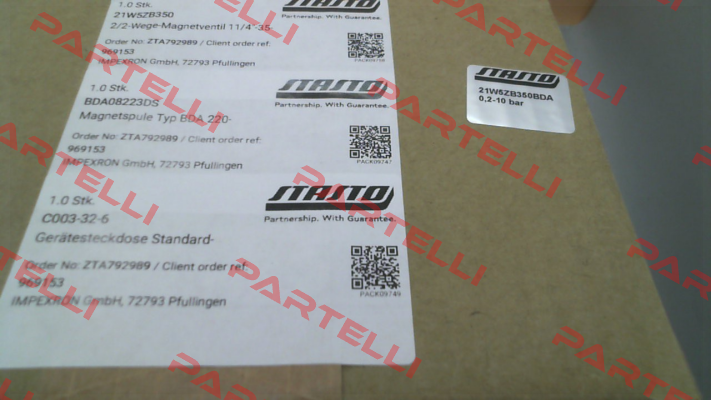 1.0 Stk.
21W5ZB350
2/2-Wege-Magnetventil 11/4"-35-
Order No: ZTA792989 / Client order ref:
969153
IMPEXRON GmbH, 72793 Pfullingen
Partnership. With Guarantee.
1.0 Stk.
BDA08223DS
Magnetspule Typ BDA 220-
Order No: ZTA792989 / Client order ref:
969153
IMPEXRON GmbH, 72793 Pfullingen
STASTO
Partnership. With Guarantee.
PACK09747
1.0 Stk.
C003-32-6
Gerätesteckdose Standard-
Order No: ZTA792989 / Client order ref:
969153
IMPEXRON GmbH, 72793 Pfullingen
STASTO
Partnership. With Guarantee.
PACK09749
STASTO
21W5ZB350BDA
0,2-10 bar
PARTELLI
PARTELLI
PARTELLI
PARTELLI
PARTELLI
PARTELLI